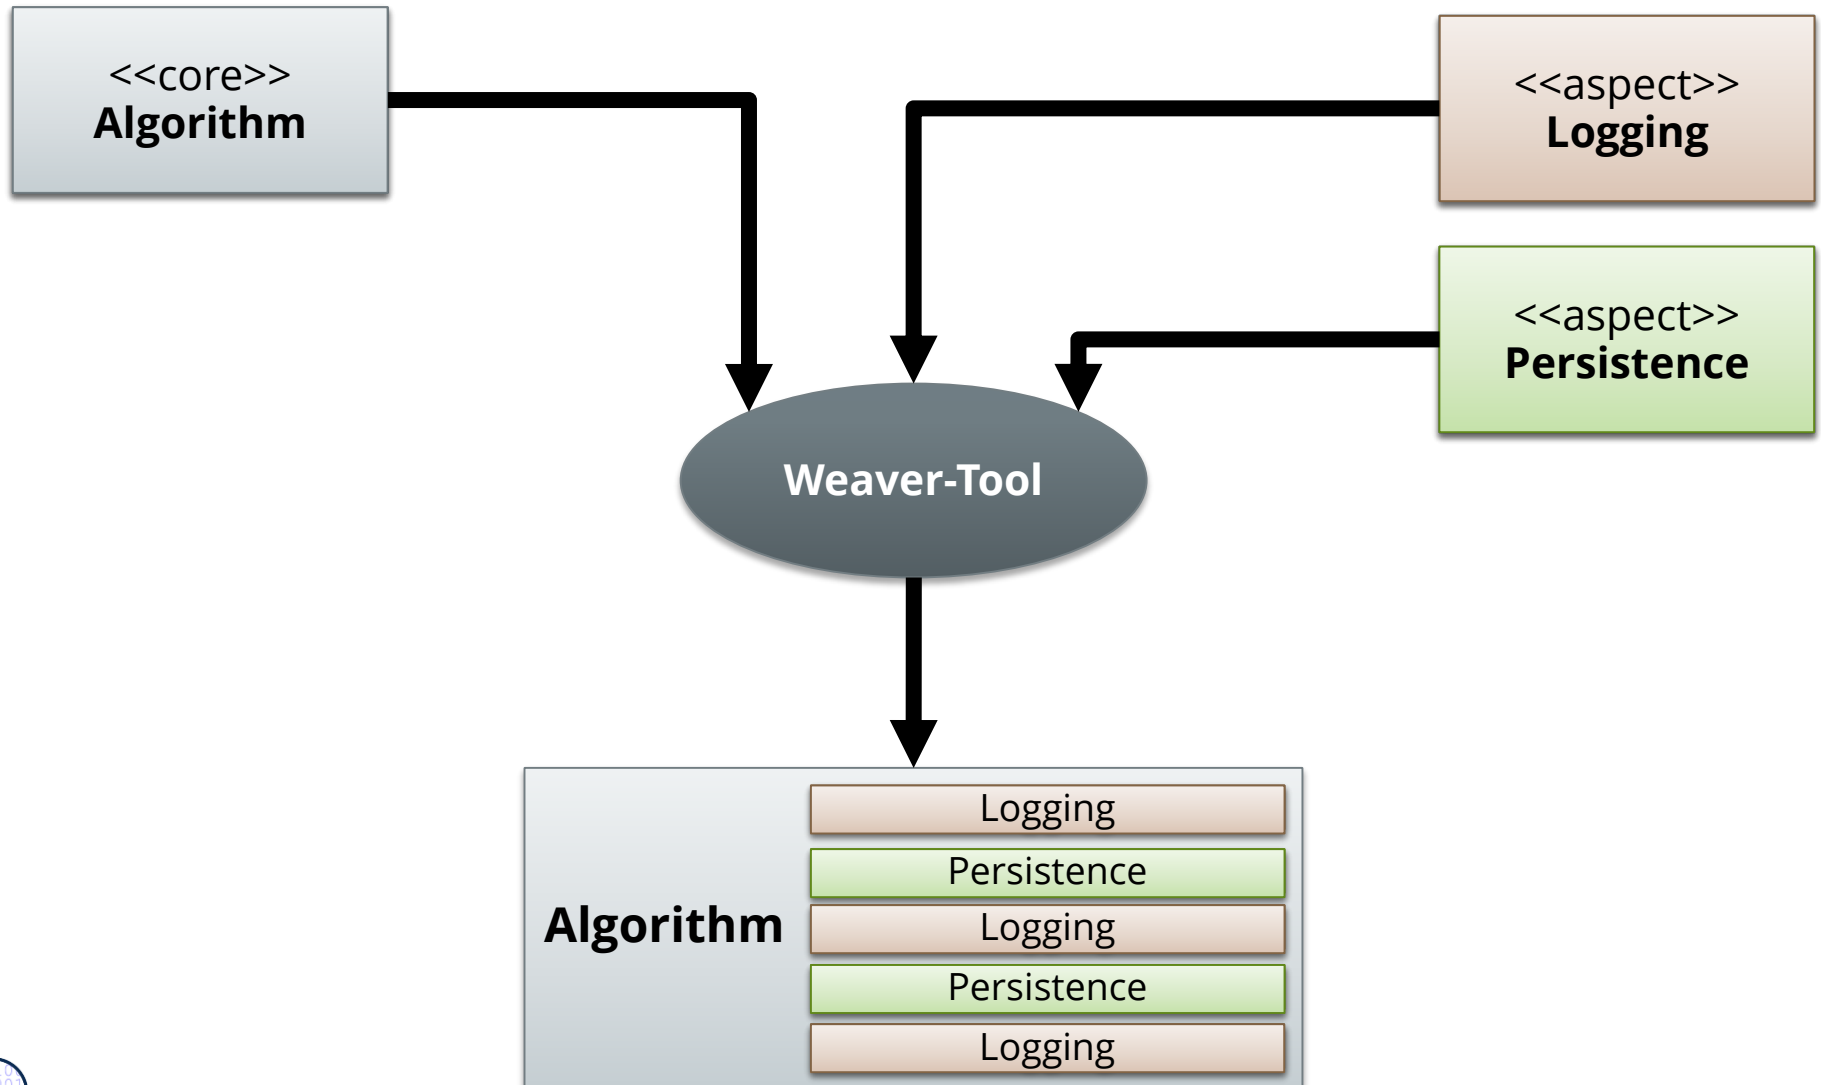 <<core>>
Algorithm
<<aspect>>
Logging
<<aspect>>
Persistence
Weaver-Tool
Algorithm
Logging
Persistence
Logging
Persistence
Logging